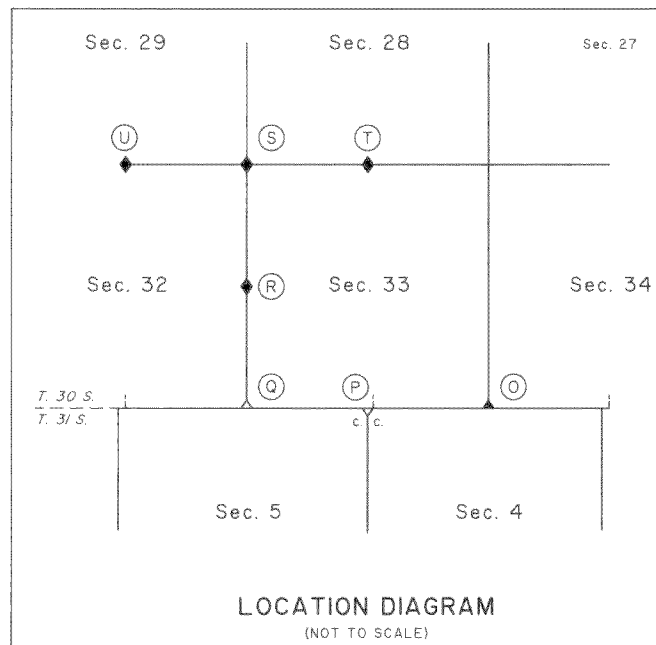 Sec. 29 Sec. 28 Sec. 27
U S T
Sec. 32 R Sec. 33 Sec. 34
Q P O
T. 30 S.
T. 31 S.
c. c.
Sec. 5 Sec. 4
LOCATION DIAGRAM
(NOT TO SCALE)